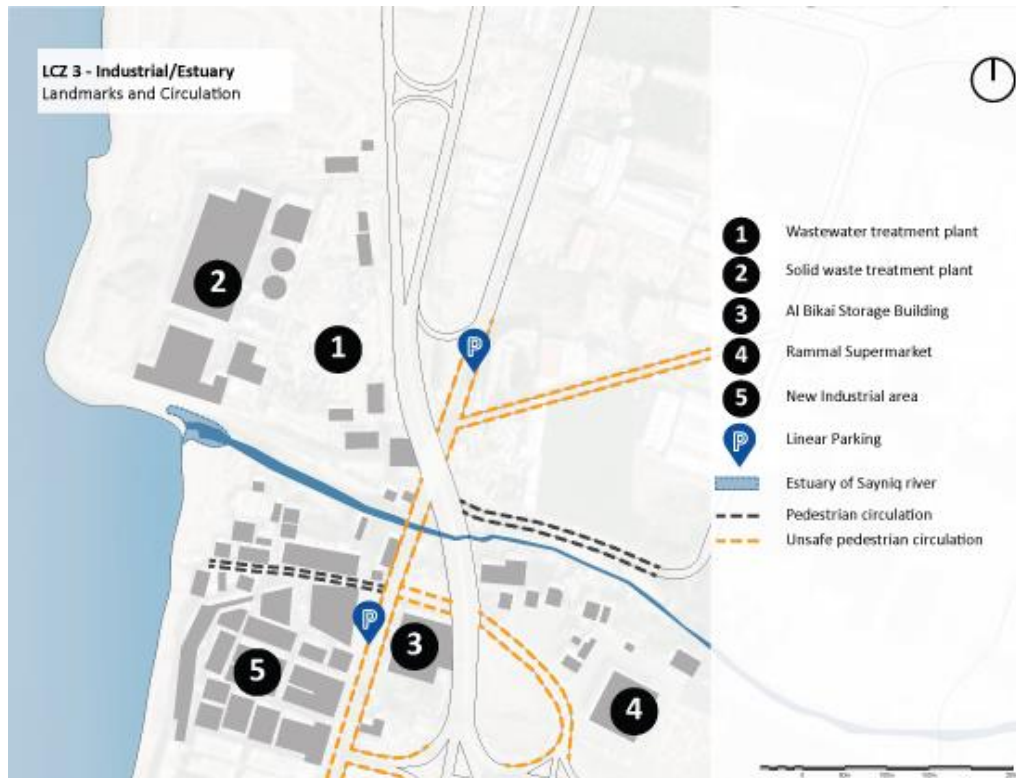 LCZ 3 - Industrial/Estuary
Landmarks and Circulation
1 Wastewater treatment plant
2 Solid waste treatment plant
3 Al Bikai Storage Building
4 Rammal Supermarket
5 New Industrial area
P Linear Parking
Estuary of Sayniq river
Pedestrian circulation
Unsafe pedestrian circulation
2
1
P
P
3
5
4
0